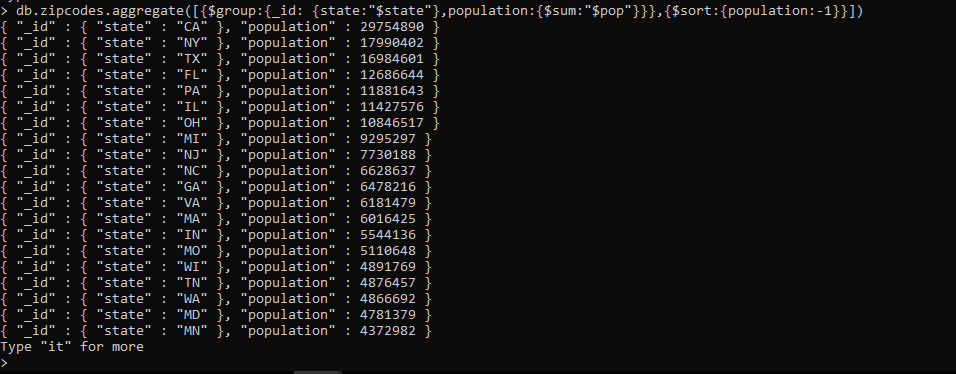 > db.zipcodes.aggregate([{$group:{_id: {state:"$state"},population:{$sum:"$pop"}}},{$sort:{population:-1}}])
{ "_id" : { "state" : "CA" }, "population" : 29754890 }
{ "_id" : { "state" : "NY" }, "population" : 17990402 }
{ "_id" : { "state" : "TX" }, "population" : 16984601 }
{ "_id" : { "state" : "FL" }, "population" : 12686644 }
{ "_id" : { "state" : "PA" }, "population" : 11881643 }
{ "_id" : { "state" : "IL" }, "population" : 11427576 }
{ "_id" : { "state" : "OH" }, "population" : 10846517 }
{ "_id" : { "state" : "MI" }, "population" : 9295297 }
{ "_id" : { "state" : "NJ" }, "population" : 7730188 }
{ "_id" : { "state" : "NC" }, "population" : 6628637 }
{ "_id" : { "state" : "GA" }, "population" : 6478216 }
{ "_id" : { "state" : "VA" }, "population" : 6181479 }
{ "_id" : { "state" : "MA" }, "population" : 6016425 }
{ "_id" : { "state" : "IN" }, "population" : 5544136 }
{ "_id" : { "state" : "MO" }, "population" : 5110648 }
{ "_id" : { "state" : "WI" }, "population" : 4891769 }
{ "_id" : { "state" : "TN" }, "population" : 4876457 }
{ "_id" : { "state" : "WA" }, "population" : 4866692 }
{ "_id" : { "state" : "MD" }, "population" : 4781379 }
{ "_id" : { "state" : "MN" }, "population" : 4372982 }
Type "it" for more
>